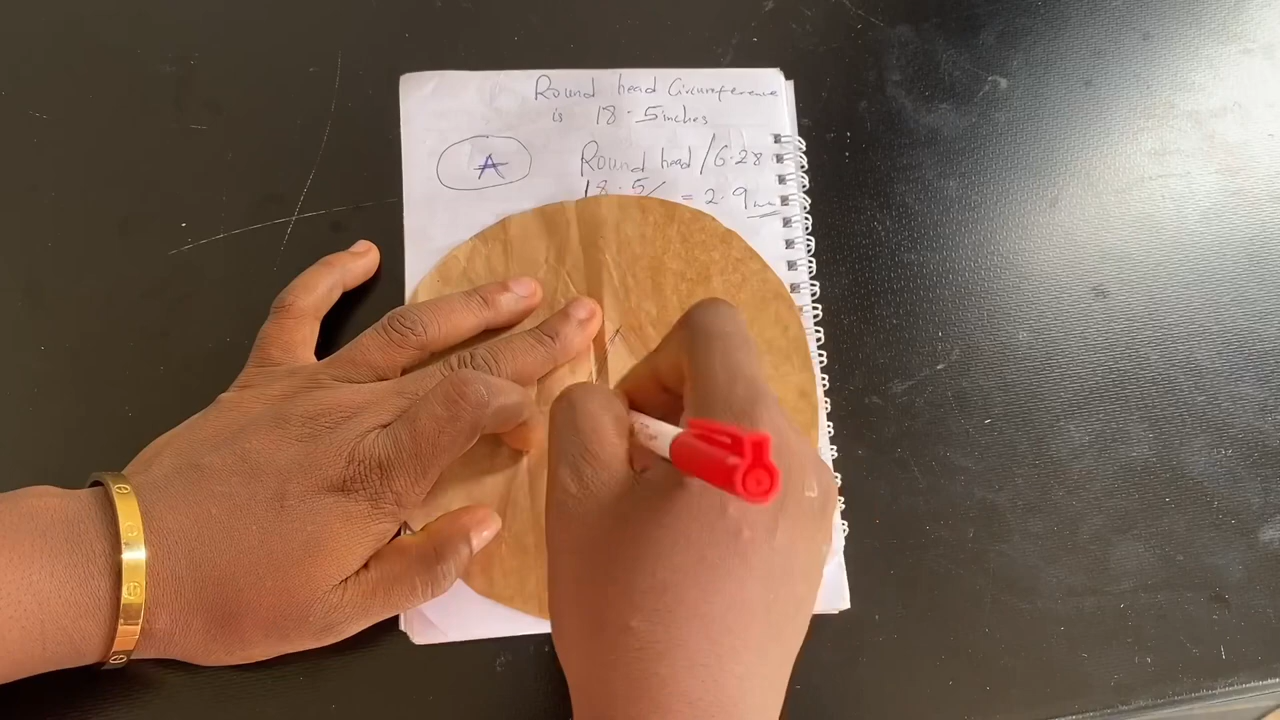 Round head Circumference
is 18.5inches
A
Round head/6.28
18.5/ = 2.9